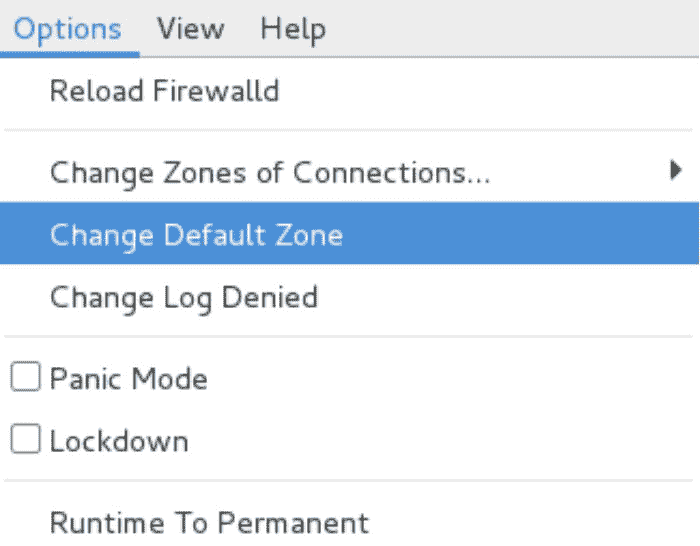 Options View Help
Reload Firewalld
Change Zones of Connections...
Change Default Zone
Change Log Denied
Panic Mode
Lockdown
Runtime To Permanent